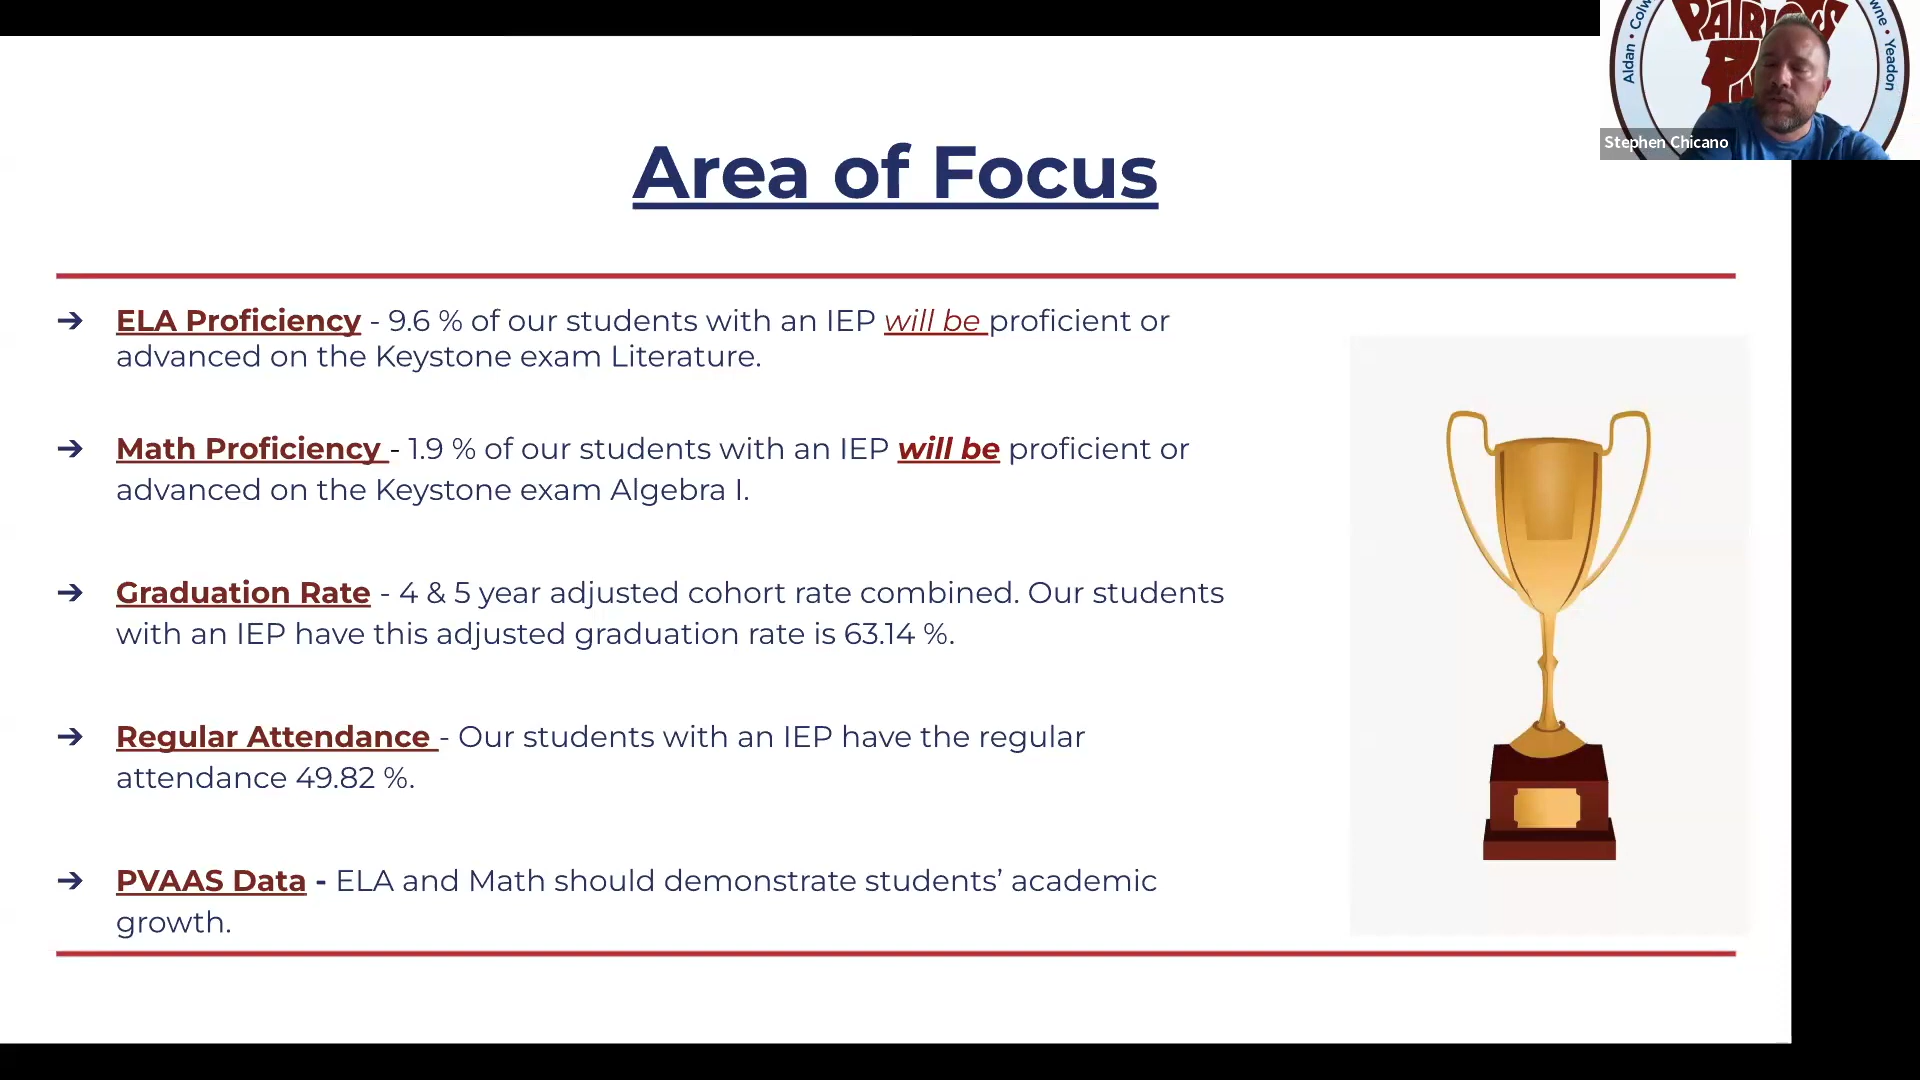 PATRIOTS
Aldan •
wne • Yeadon
Stephen Chicano
Area of Focus
➔ ELA Proficiency - 9.6 % of our students with an IEP will be proficient or
advanced on the Keystone exam Literature.
➔ Math Proficiency - 1.9 % of our students with an IEP will be proficient or
advanced on the Keystone exam Algebra I.
➔ Graduation Rate - 4 & 5 year adjusted cohort rate combined. Our students
with an IEP have this adjusted graduation rate is 63.14 %.
➔ Regular Attendance - Our students with an IEP have the regular
attendance 49.82 %.
➔ PVAAS Data - ELA and Math should demonstrate students’ academic
growth.